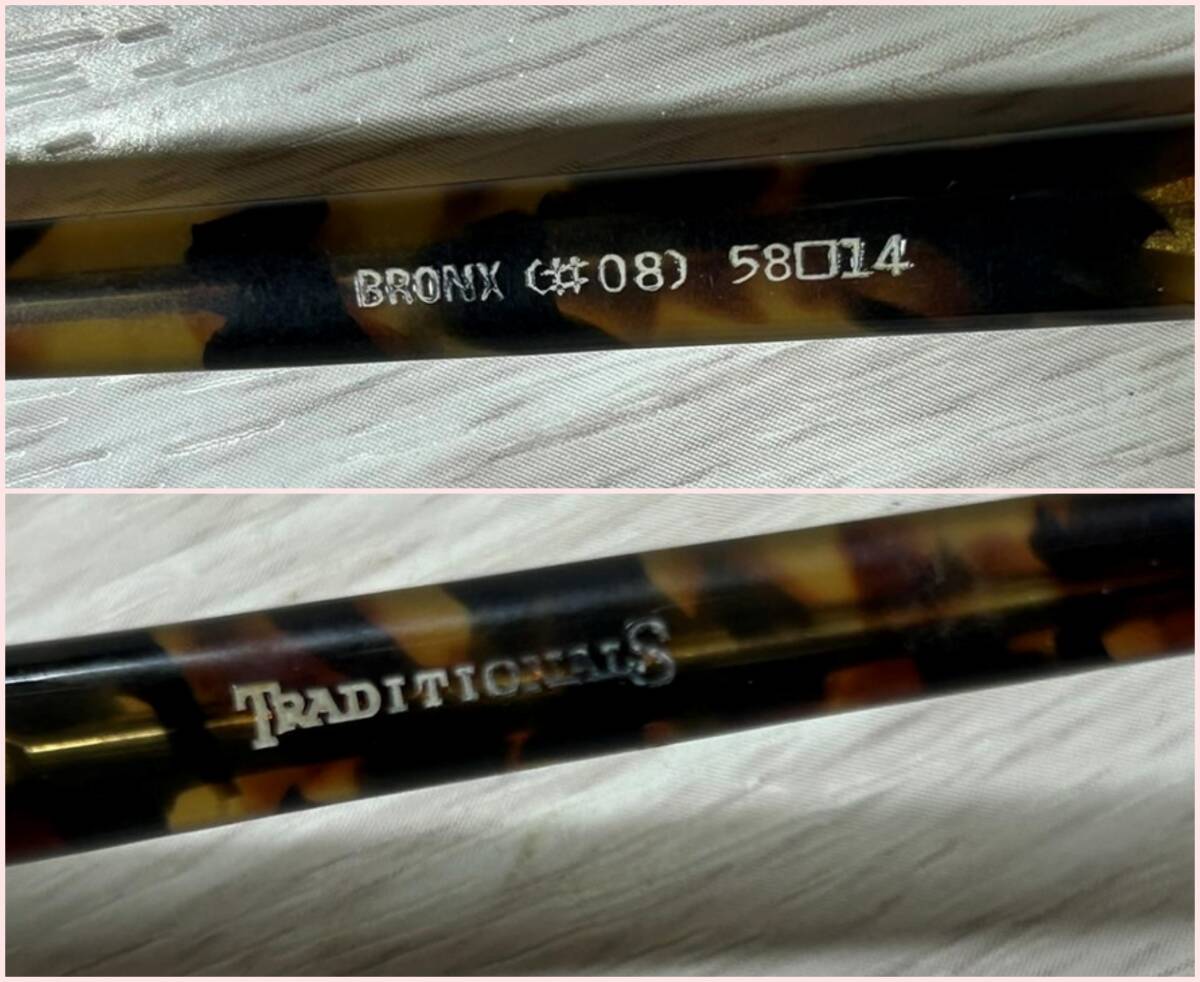 BRONX (#08) 58□14
TRADITIONALS